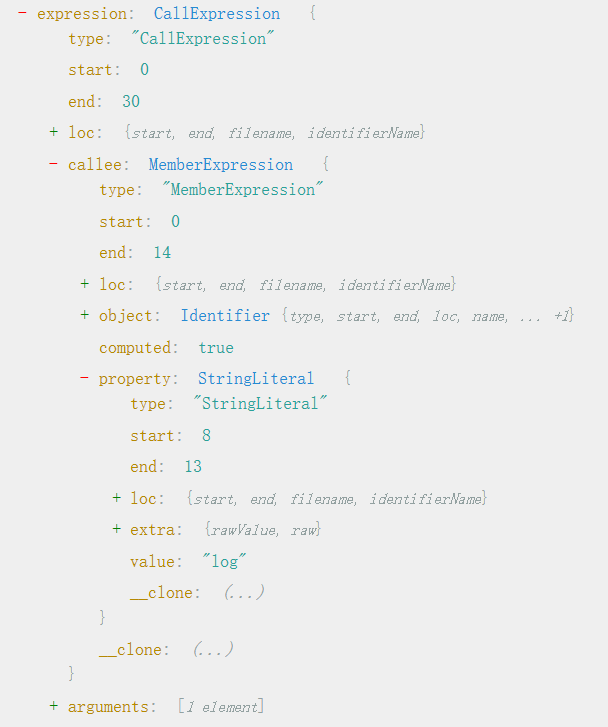 - expression: CallExpression {
type: "CallExpression"
start: 0
end: 30
+ loc: {start, end, filename, identifierName}
- callee: MemberExpression {
type: "MemberExpression"
start: 0
end: 14
+ loc: {start, end, filename, identifierName}
+ object: Identifier {type, start, end, loc, name, ... +1}
computed: true
- property: StringLiteral {
type: "StringLiteral"
start: 8
end: 13
+ loc: {start, end, filename, identifierName}
+ extra: {rawValue, raw}
value: "log"
__clone: (...)
}
__clone: (...)
}
+ arguments: [1 element]